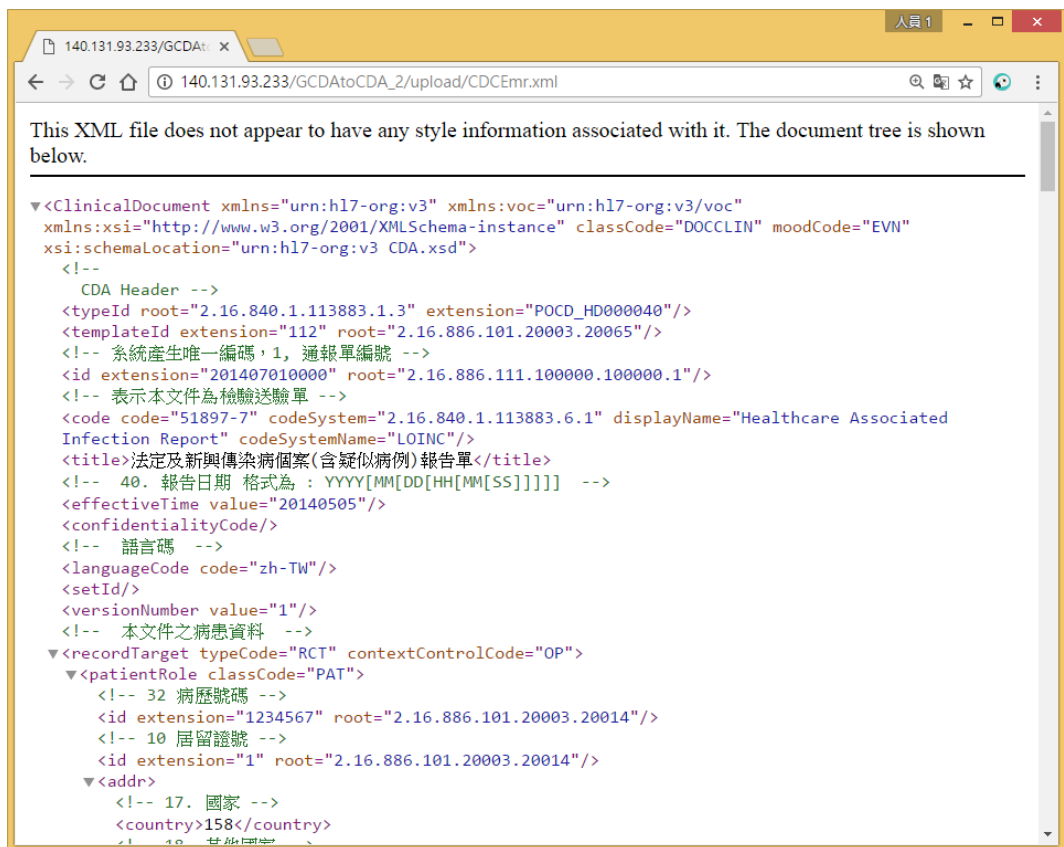 人員 1
140.131.93.233/GCDAto
140.131.93.233/GCDAtoCDA_2/upload/CDCEmr.xml
This XML file does not appear to have any style information associated with it. The document tree is shown
below.
▼<ClinicalDocument xmlns="urn:hl7-org:v3" xmlns:voc="urn:hl7-org:v3/voc"
xmlns:xsi="http://www.w3.org/2001/XMLSchema-instance" classCode="DOCCLIN" moodCode="EVN"
xsi:schemaLocation="urn:hl7-org:v3 CDA.xsd">
<!--
CDA Header -->
<typeId root="2.16.840.1.113883.1.3" extension="POCD_HD000040"/>
<templateId extension="112" root="2.16.886.101.20003.20065"/>
<!-- 系統產生唯一編碼，1, 通報單編號 -->
<id extension="201407010000" root="2.16.886.111.100000.100000.1"/>
<!-- 表示本文件為檢驗送驗單 -->
<code code="51897-7" codeSystem="2.16.840.1.113883.6.1" displayName="Healthcare Associated
Infection Report" codeSystemName="LOINC"/>
<title>法定及新興傳染病個案(含疑似病例)報告單</title>
<!-- 40. 報告日期 格式為 : YYYY[MM[DD[HH[MM[SS]]]]] -->
<effectiveTime value="20140505"/>
<confidentialityCode/>
<!-- 語言碼 -->
<languageCode code="zh-TW"/>
<setId/>
<versionNumber value="1"/>
<!-- 本文件之病患資料 -->
▼<recordTarget typeCode="RCT" contextControlCode="OP">
▼<patientRole classCode="PAT">
<!-- 32 病歷號碼 -->
<id extension="1234567" root="2.16.886.101.20003.20014"/>
<!-- 10 居留證號 -->
<id extension="1" root="2.16.886.101.20003.20014"/>
▼<addr>
<!-- 17. 國家 -->
<country>158</country>
<!-- 18. 其他國家 -->